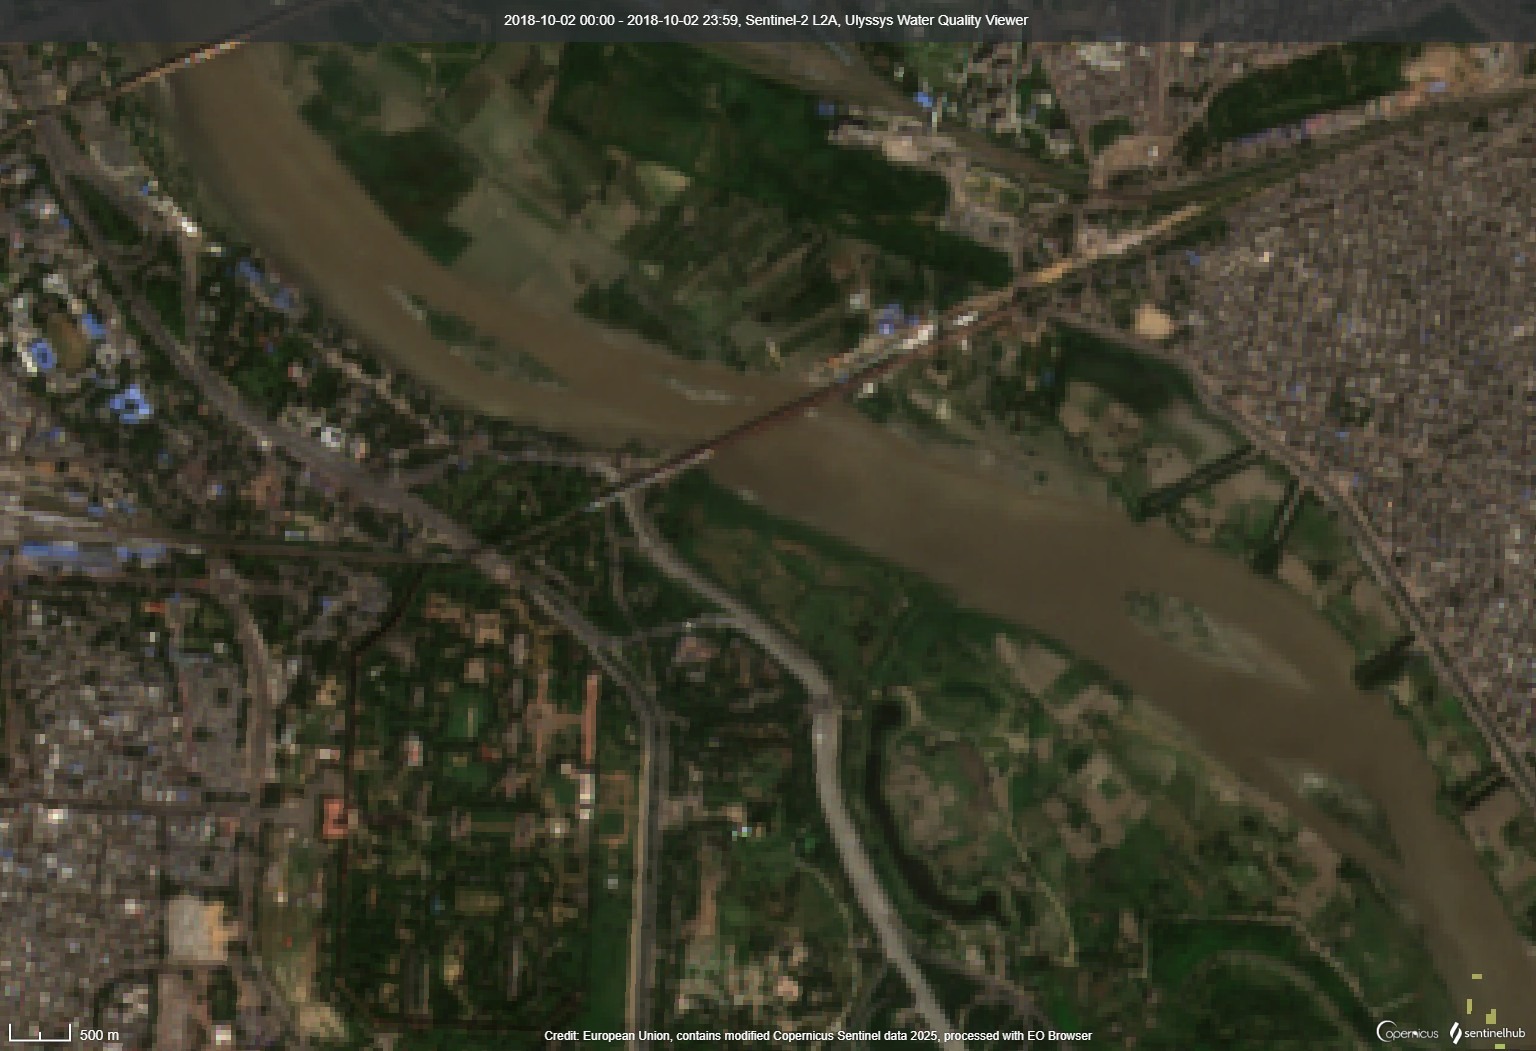 2018-10-02 00:00 - 2018-10-02 23:59, Sentinel-2 L2A, Ulyssys Water Quality Viewer
500 m
Credit: European Union, contains modified Copernicus Sentinel data 2025, processed with EO Browser
Copernicus
sentinelhub